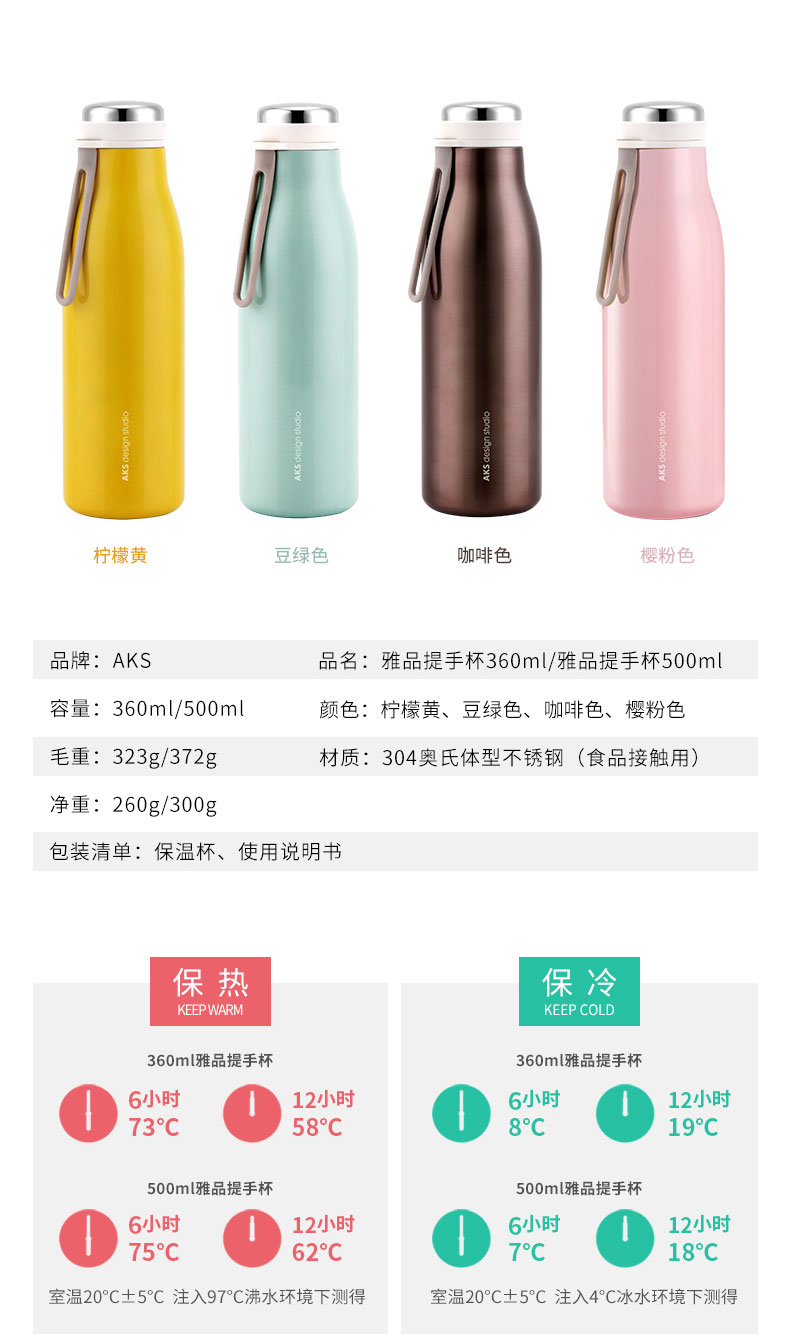 AKS design studio
AKS design studio
AKS design studio
AKS design studio
柠檬黄
豆绿色
咖啡色
樱粉色
品牌：AKS
品名：雅品提手杯360ml/雅品提手杯500ml
容量：360ml/500ml
颜色：柠檬黄、豆绿色、咖啡色、樱粉色
毛重：323g/372g
材质：304奥氏体型不锈钢（食品接触用）
净重：260g/300g
包装清单：保温杯、使用说明书
保热
KEEP WARM
360ml雅品提手杯
6小时
73℃
12小时
58℃
500ml雅品提手杯
6小时
75℃
12小时
62℃
室温20℃±5℃ 注入97℃沸水环境下测得
保冷
KEEP COLD
360ml雅品提手杯
6小时
8℃
12小时
19℃
500ml雅品提手杯
6小时
7℃
12小时
18℃
室温20℃±5℃ 注入4℃冰水环境下测得